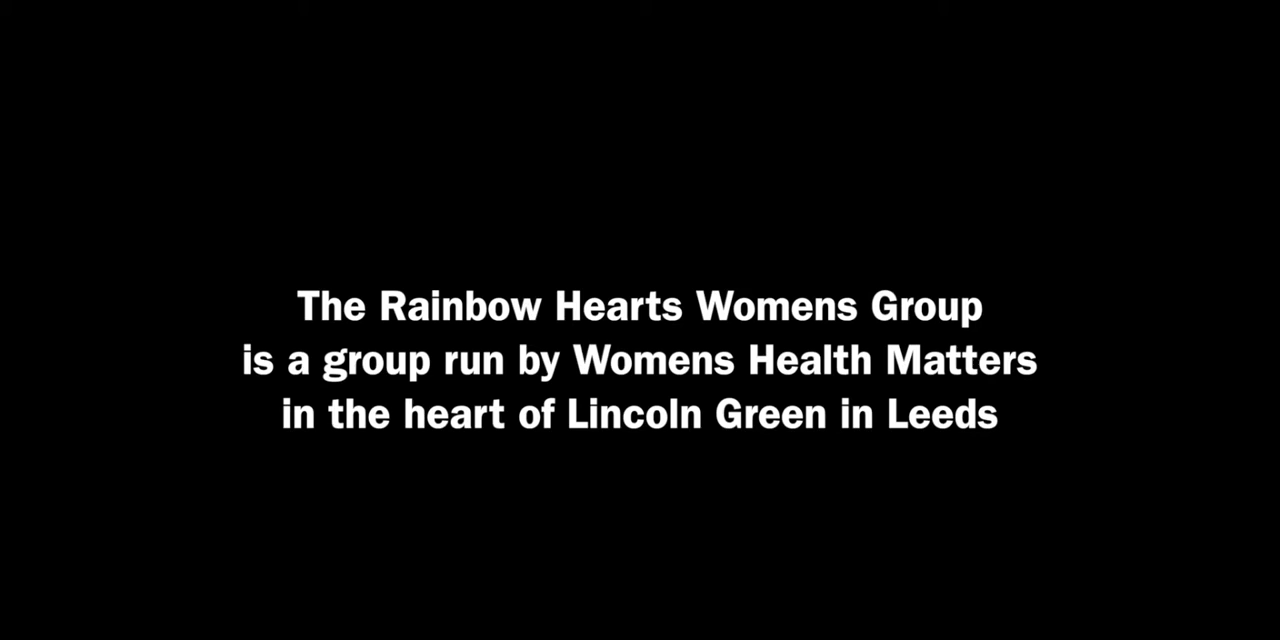 The Rainbow Hearts Womens Group
is a group run by Womens Health Matters
in the heart of Lincoln Green in Leeds